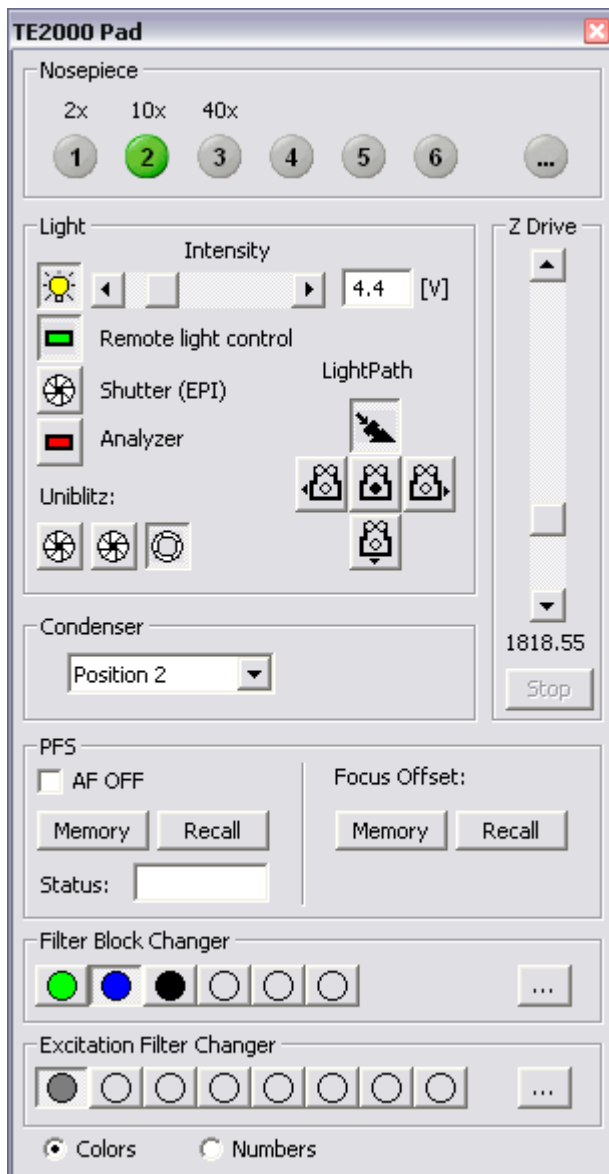 TE2000 Pad
Nosepiece
2x 10x 40x
1 2 3 4 5 6 ...
Light
Intensity
4.4 [V]
Remote light control
Shutter (EPI)
LightPath
Analyzer
Uniblitz:
Z Drive
1818.55
Stop
Condenser
Position 2
PFS
AF OFF
Memory Recall
Status:
Focus Offset:
Memory Recall
Filter Block Changer
...
Excitation Filter Changer
...
Colors Numbers